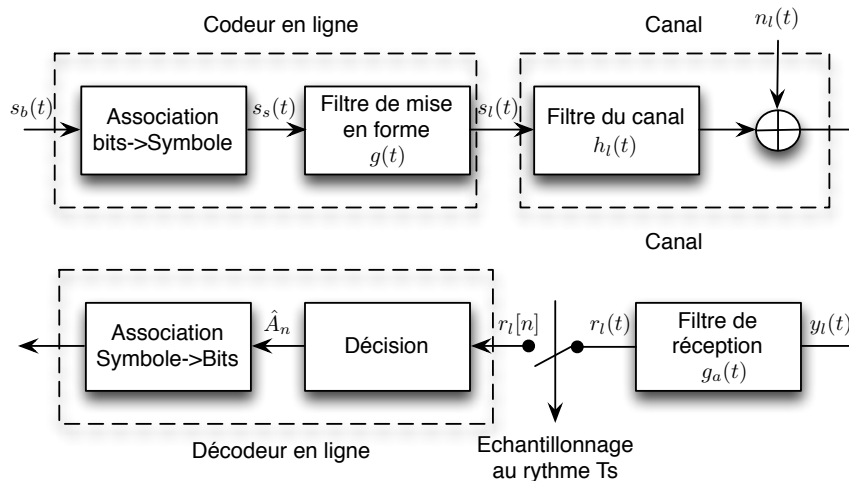 Codeur en ligne
Canal
n_l(t)
s_b(t)
Association
bits->Symbole
s_s(t)
Filtre de mise
en forme
g(t)
s_l(t)
Filtre du canal
h_l(t)
Canal
Association
Symbole->Bits
Â_n
Décision
r_l[n]
r_l(t)
Filtre de
réception
g_a(t)
y_l(t)
Décodeur en ligne
Echantillonnage
au rythme Ts